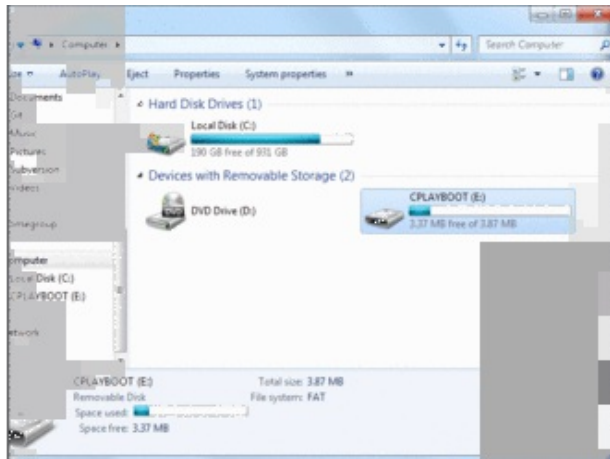 Computer
Search Computer
AutoPlay Eject Properties System properties »
Documents
Git
Music
Pictures
Subversion
Videos
Homegroup
Computer
Local Disk (C:)
CPLAYBOOT (E:)
Network
Hard Disk Drives (1)
Local Disk (C:)
190 GB free of 931 GB
Devices with Removable Storage (2)
DVD Drive (D:)
CPLAYBOOT (E:)
3.37 MB free of 3.87 MB
CPLAYBOOT (E:) Total size: 3.87 MB
Removable Disk File system: FAT
Space used:
Space free: 3.37 MB